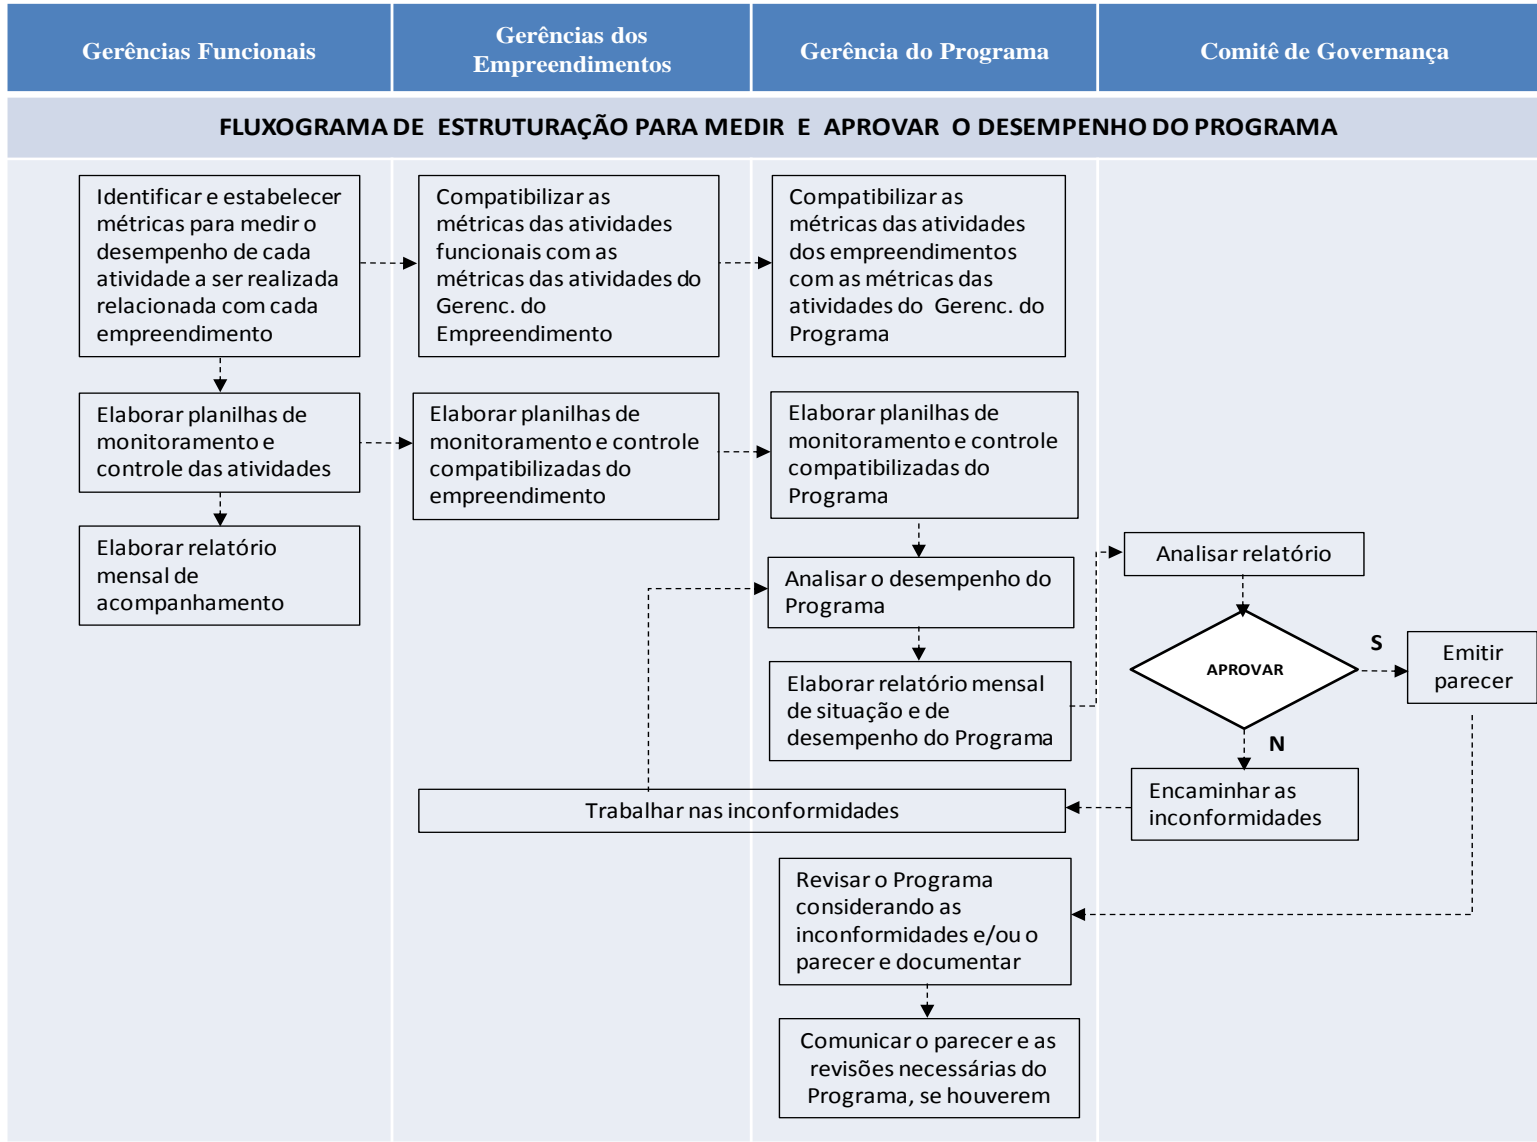 Gerências Funcionais
Gerências dos
Empreendimentos
Gerência do Programa
Comitê de Governança
FLUXOGRAMA DE ESTRUTURAÇÃO PARA MEDIR E APROVAR O DESEMPENHO DO PROGRAMA
Identificar e estabelecer
métricas para medir o
desempenho de cada
atividade a ser realizada
relacionada com cada
empreendimento
Compatibilizar as
métricas das atividades
funcionais com as
métricas das atividades do
Gerenc. do
Empreendimento
Compatibilizar as
métricas das atividades
dos empreendimentos
com as métricas das
atividades do Gerenc. do
Programa
Elaborar planilhas de
monitoramento e
controle das atividades
Elaborar planilhas de
monitoramento e controle
compatibilizadas do
empreendimento
Elaborar planilhas de
monitoramento e controle
compatibilizadas do
Programa
Elaborar relatório
mensal de
acompanhamento
Analisar o desempenho do
Programa
Analisar relatório
APROVAR
S
Emitir
parecer
Elaborar relatório mensal
de situação e de
desempenho do Programa
N
Encaminhar as
inconformidades
Trabalhar nas inconformidades
Revisar o Programa
considerando as
inconformidades e/ou o
parecer e documentar
Comunicar o parecer e as
revisões necessárias do
Programa, se houverem